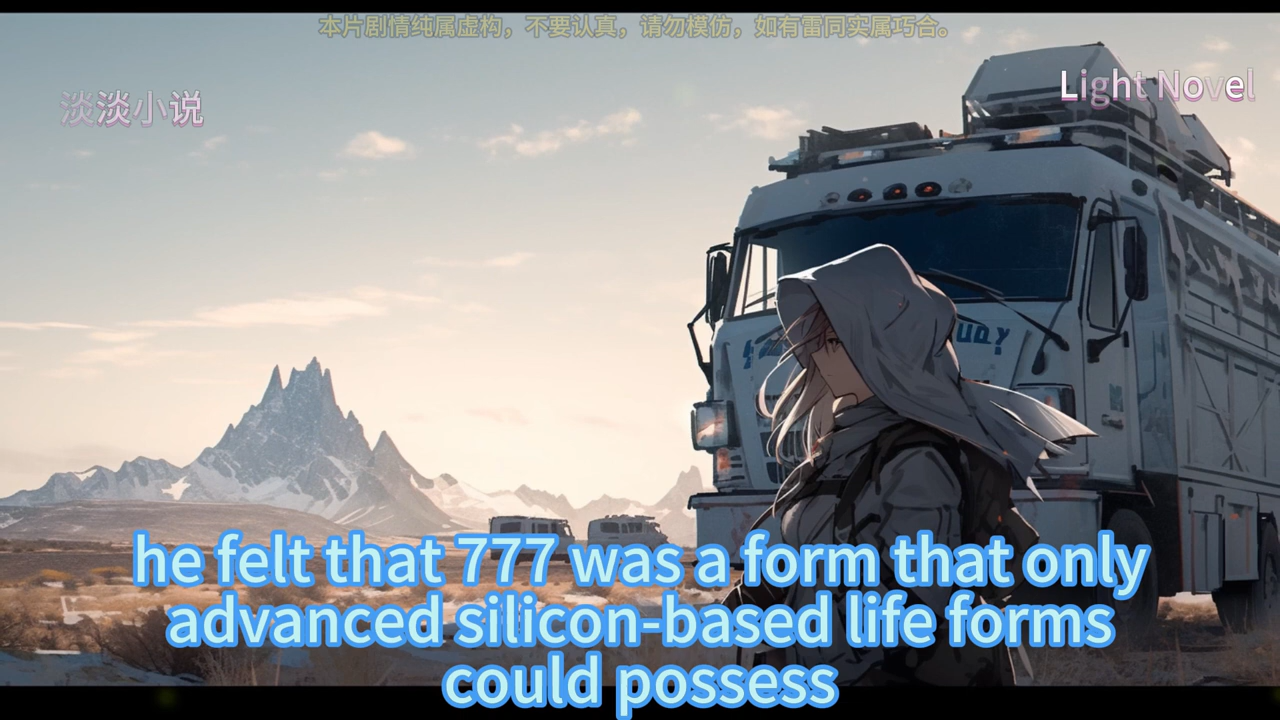 本片剧情纯属虚构，不要认真，请勿模仿，如有雷同实属巧合。
淡淡小说
Light Novel
he felt that 777 was a form that only
advanced silicon-based life forms
could possess